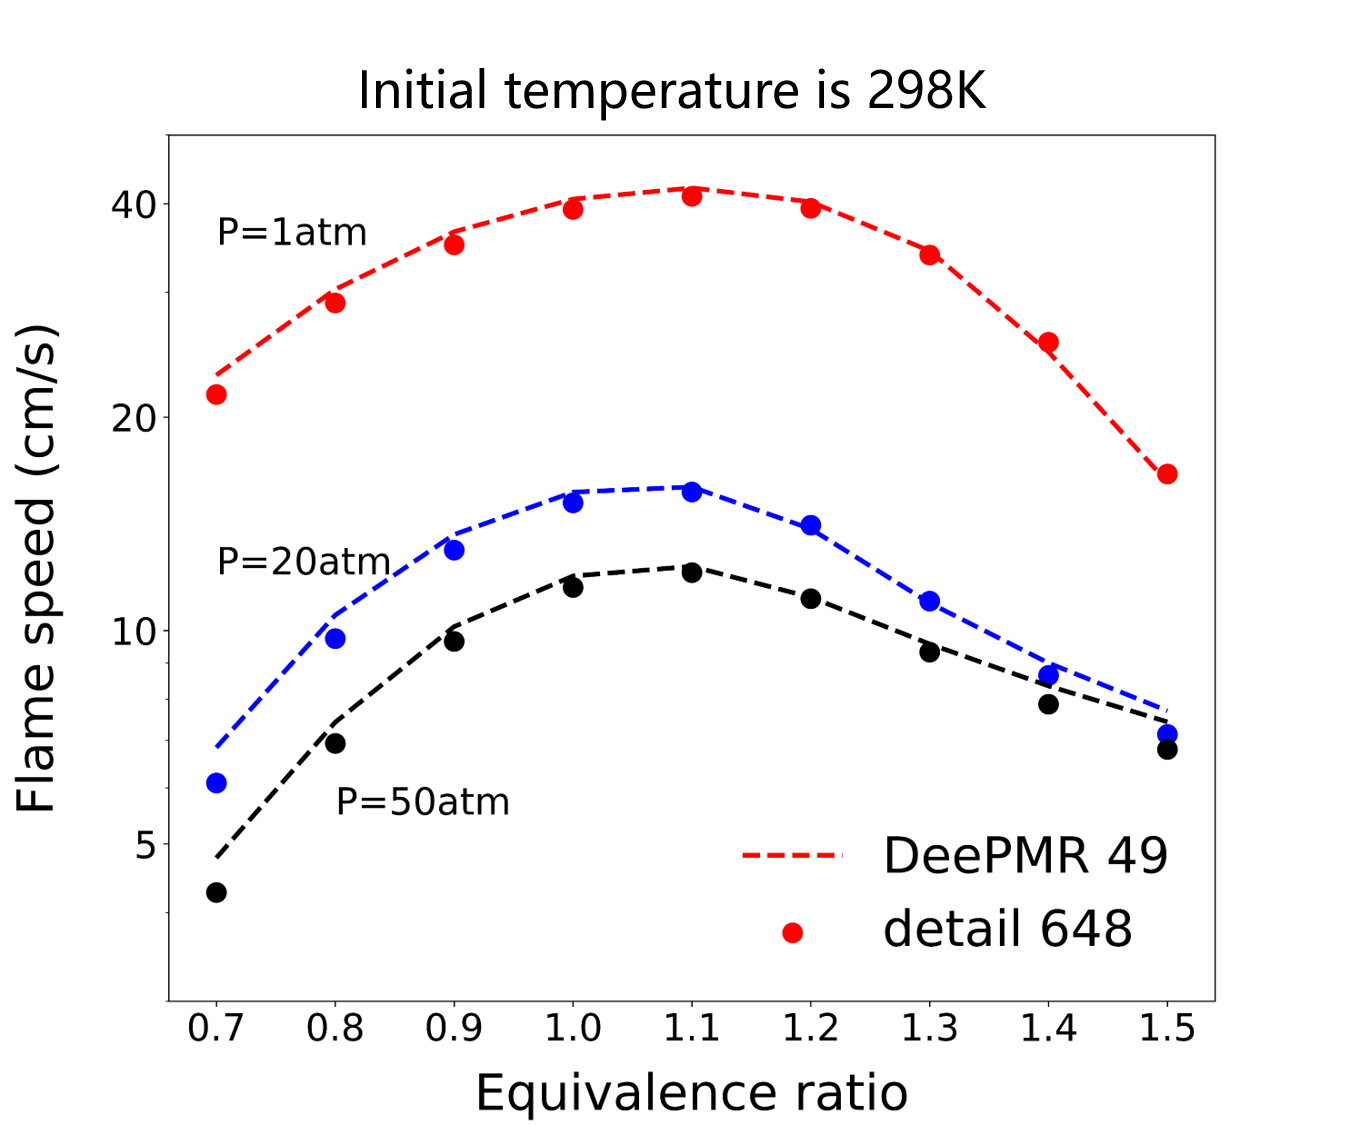 Initial temperature is 298K
Flame speed (cm/s)
40
20
10
5
P=1atm
P=20atm
P=50atm
DeePMR 49
detail 648
0.7 0.8 0.9 1.0 1.1 1.2 1.3 1.4 1.5
Equivalence ratio